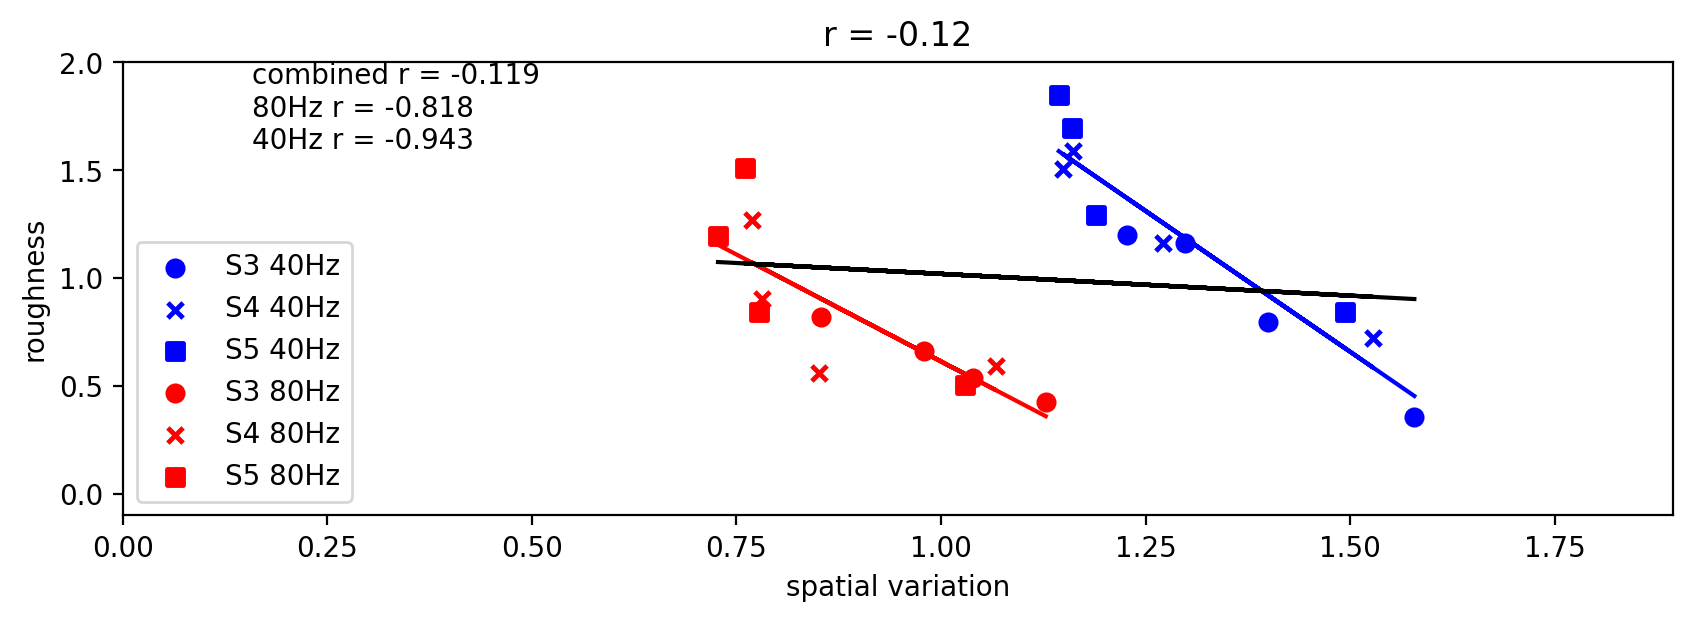 r = -0.12
combined r = -0.119
80Hz r = -0.818
40Hz r = -0.943
roughness
2.0
1.5
1.0
0.5
0.0
S3 40Hz
S4 40Hz
S5 40Hz
S3 80Hz
S4 80Hz
S5 80Hz
0.00 0.25 0.50 0.75 1.00 1.25 1.50 1.75
spatial variation